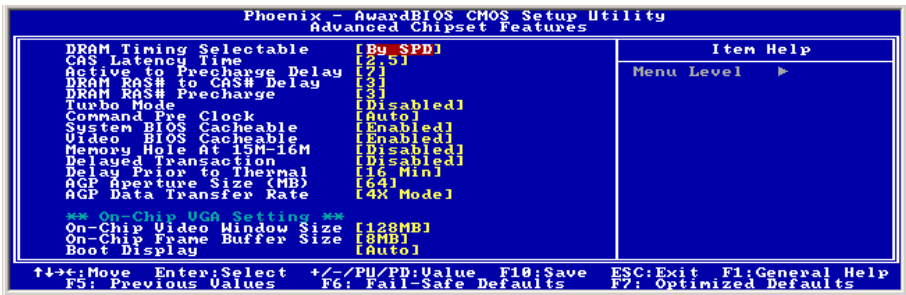 Phoenix - AwardBIOS CMOS Setup Utility
Advanced Chipset Features
DRAM Timing Selectable [By SPD]
CAS Latency Time [2.5]
Active to Precharge Delay [7]
DRAM RAS# to CAS# Delay [3]
DRAM RAS# Precharge [3]
Turbo Mode [Disabled]
Command Pre Clock [Auto]
System BIOS Cacheable [Enabled]
Video BIOS Cacheable [Enabled]
Memory Hole At 15M-16M [Disabled]
Delayed Transaction [Disabled]
Delay Prior to Thermal [16 Min]
AGP Aperture Size (MB) [64]
AGP Data Transfer Rate [4X Mode]
** On-Chip VGA Setting **
On-Chip Video Window Size [128MB]
On-Chip Frame Buffer Size [8MB]
Boot Display [Auto]
Item Help
Menu Level ►
↑↓→←:Move Enter:Select +/-/PU/PD:Value F10:Save ESC:Exit F1:General Help
F5: Previous Values F6: Fail-Safe Defaults F7: Optimized Defaults